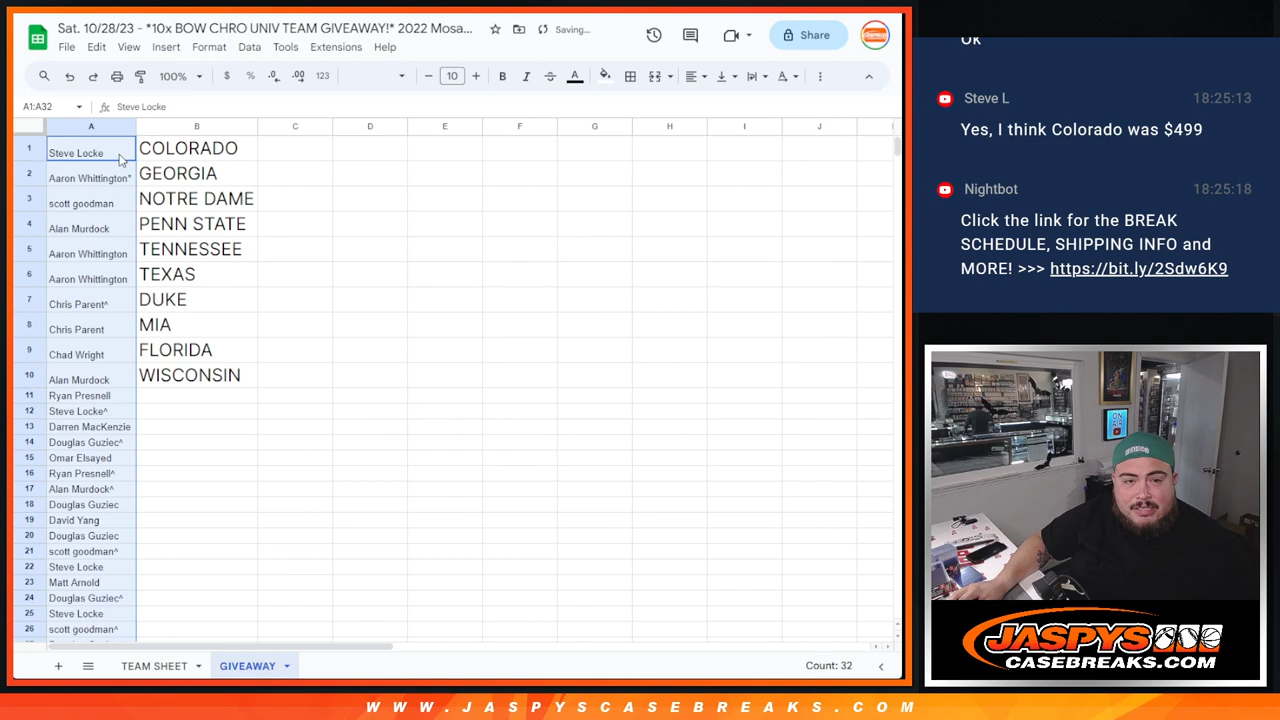 Sat. 10/28/23 - *10x BOW CHRO UNIV TEAM GIVEAWAY!* 2022 Mosa...
Saving...
Share
File Edit View Insert Format Data Tools Extensions Help
100% $ % .0 .00 123 10 B I S A
A1:A32 fx Steve Locke
A B C D E F G H I J
1 Steve Locke COLORADO
2 Aaron Whittington* GEORGIA
3 scott goodman NOTRE DAME
4 Alan Murdock PENN STATE
5 Aaron Whittington TENNESSEE
6 Aaron Whittington TEXAS
7 Chris Parent^ DUKE
8 Chris Parent MIA
9 Chad Wright FLORIDA
10 Alan Murdock WISCONSIN
11 Ryan Presnell
12 Steve Locke^
13 Darren MacKenzie
14 Douglas Guziec^
15 Omar Elsayed
16 Ryan Presnell^
17 Alan Murdock^
18 Douglas Guziec
19 David Yang
20 Douglas Guziec
21 scott goodman^
22 Steve Locke
23 Matt Arnold
24 Douglas Guziec^
25 Steve Locke
26 scott goodman^
TEAM SHEET GIVEAWAY Count: 32
Ok
Steve L 18:25:13
Yes, I think Colorado was $499
Nightbot 18:25:18
Click the link for the BREAK
SCHEDULE, SHIPPING INFO and
MORE! >>> https://bit.ly/2Sdw6K9
JASPYS
CASEBREAKS.COM
WWW.JASPYSCASEBREAKS.COM